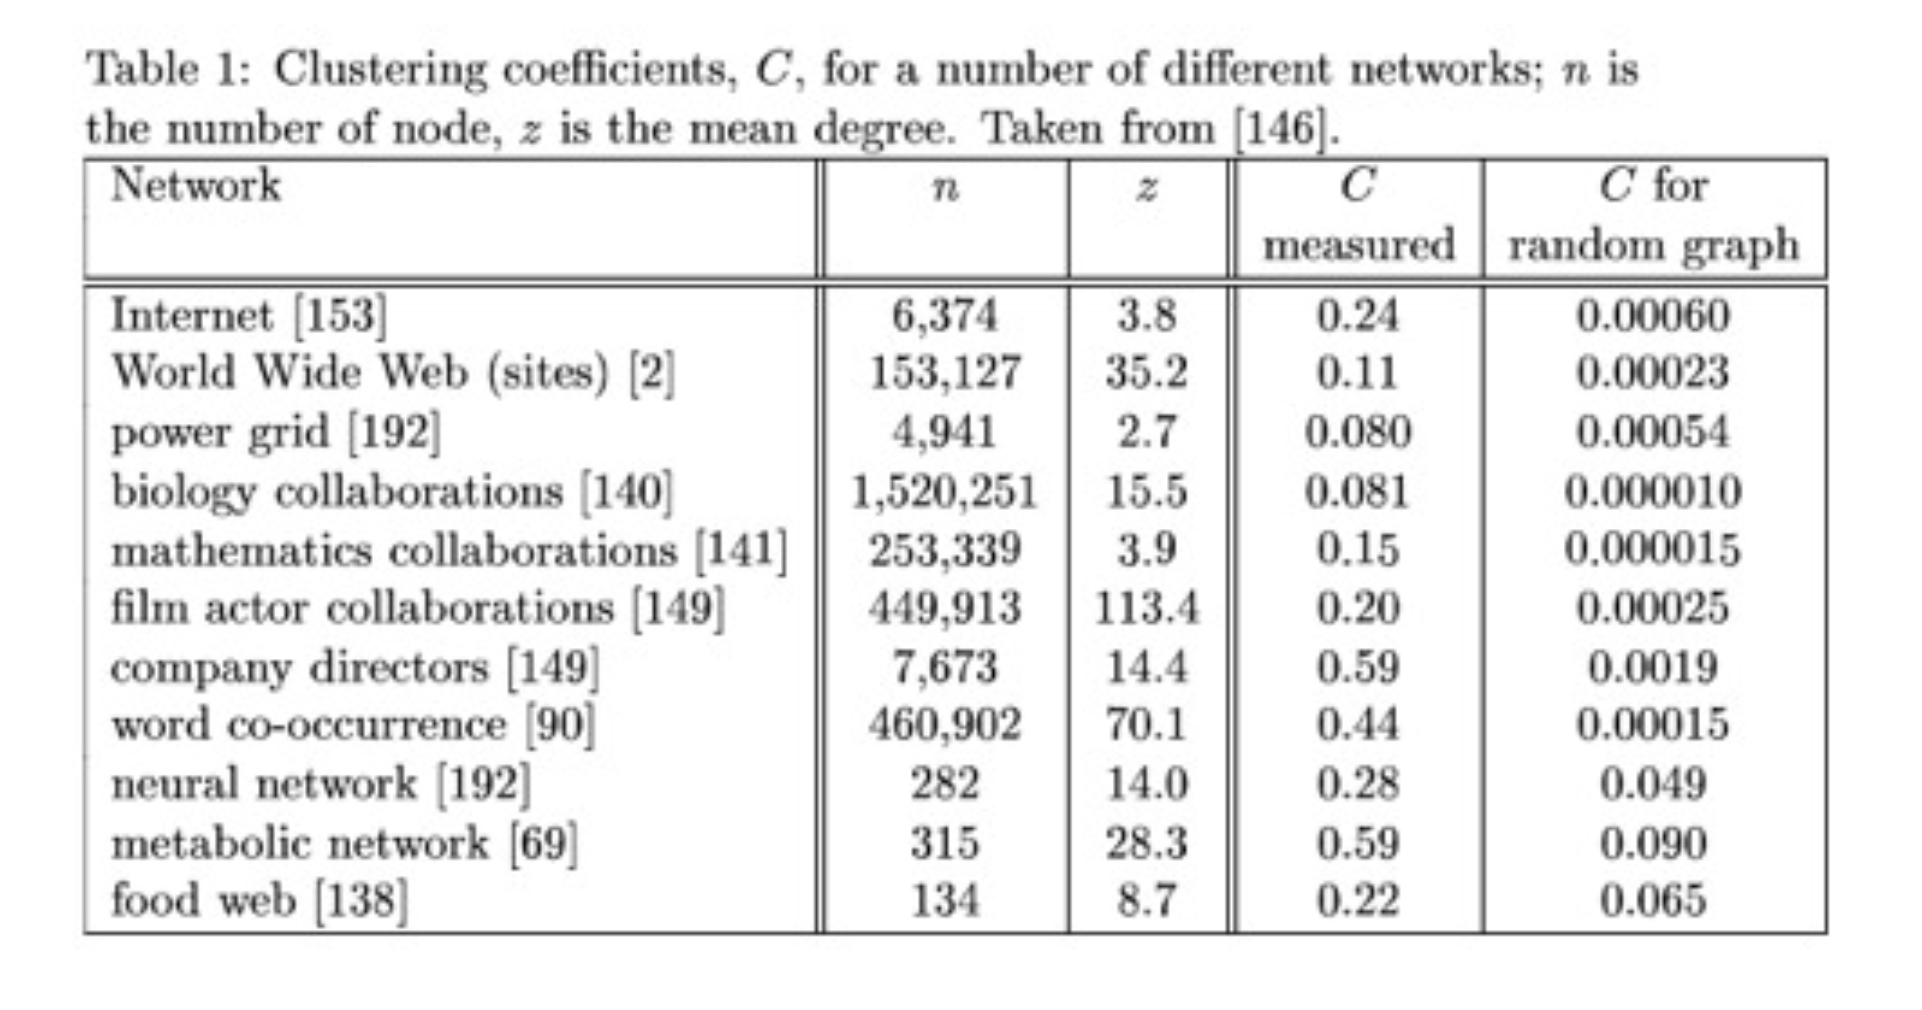 Table 1: Clustering coefficients, C, for a number of different networks; n is
the number of node, z is the mean degree. Taken from [146].
Network n z C measured C for random graph
Internet [153] 6,374 3.8 0.24 0.00060
World Wide Web (sites) [2] 153,127 35.2 0.11 0.00023
power grid [192] 4,941 2.7 0.080 0.00054
biology collaborations [140] 1,520,251 15.5 0.081 0.000010
mathematics collaborations [141] 253,339 3.9 0.15 0.000015
film actor collaborations [149] 449,913 113.4 0.20 0.00025
company directors [149] 7,673 14.4 0.59 0.0019
word co-occurrence [90] 460,902 70.1 0.44 0.00015
neural network [192] 282 14.0 0.28 0.049
metabolic network [69] 315 28.3 0.59 0.090
food web [138] 134 8.7 0.22 0.065